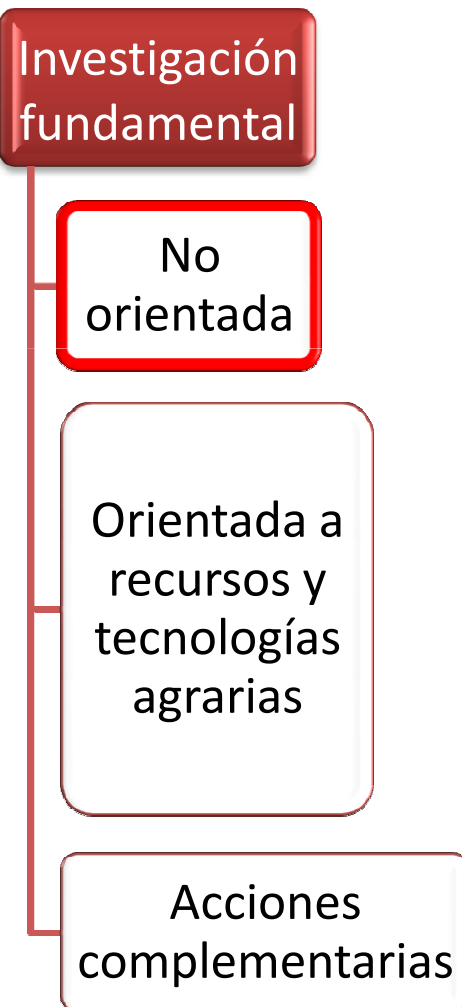 Investigación
fundamental
No
orientada
Orientada a
recursos y
tecnologías
agrarias
Acciones
complementarias